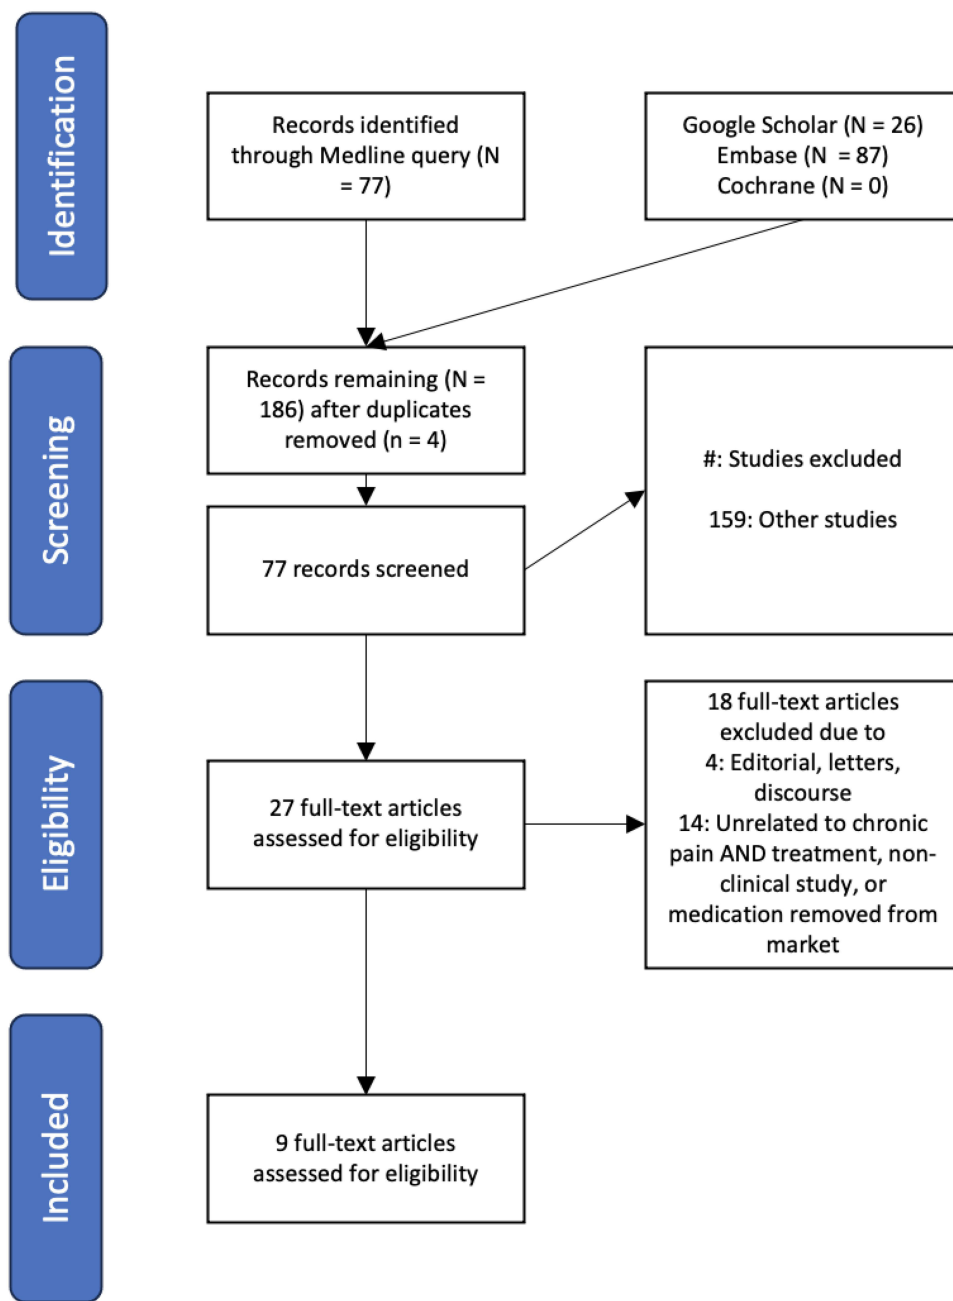 Identification
Records identified
through Medline query (N
= 77)
Google Scholar (N = 26)
Embase (N  = 87)
Cochrane (N = 0)
Screening
Records remaining (N =
186) after duplicates
removed (n = 4)
77 records screened
#: Studies excluded
159: Other studies
Eligibility
27 full-text articles
assessed for eligibility
18 full-text articles
excluded due to
4: Editorial, letters,
discourse
14: Unrelated to chronic
pain AND treatment, non-
clinical study, or
medication removed from
market
Included
9 full-text articles
assessed for eligibility